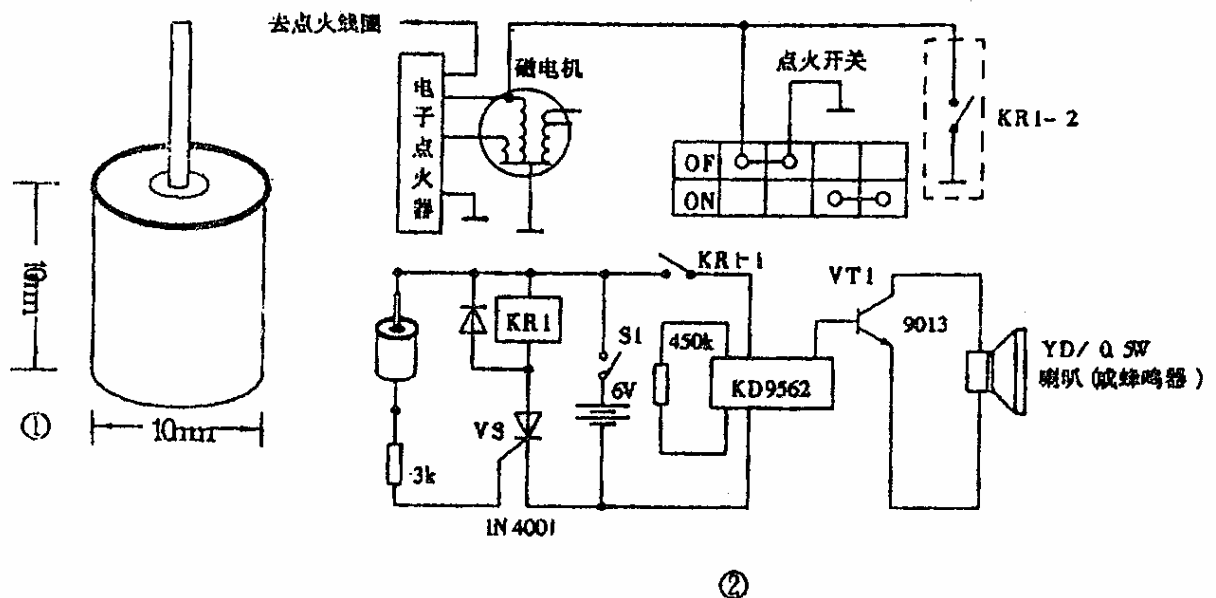 去点火线圈
电子点火器
磁电机
点火开关
KR1-2
OF
ON
10mm
10mm
①
KR1-1
VT1
9013
KR1
S1
6V
450k
KD9562
YD/0.5W
喇叭(或蜂鸣器)
VS
3k
1N4001
②